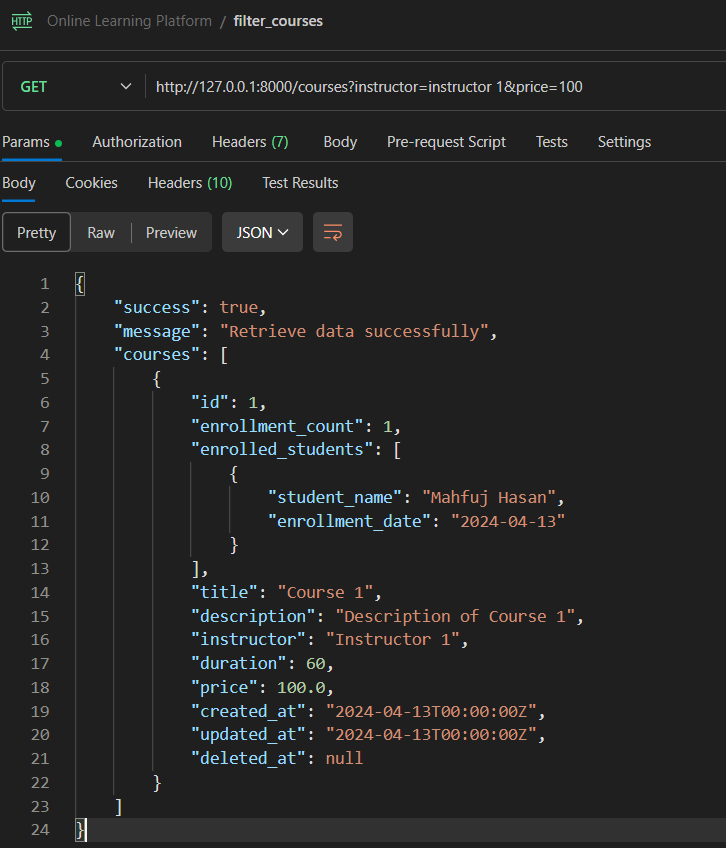 HTTP Online Learning Platform / filter_courses
GET http://127.0.0.1:8000/courses?instructor=instructor 1&price=100
Params Authorization Headers (7) Body Pre-request Script Tests Settings
Body Cookies Headers (10) Test Results
Pretty Raw Preview JSON
1 {
2 "success": true,
3 "message": "Retrieve data successfully",
4 "courses": [
5 {
6 "id": 1,
7 "enrollment_count": 1,
8 "enrolled_students": [
9 {
10 "student_name": "Mahfuj Hasan",
11 "enrollment_date": "2024-04-13"
12 }
13 ],
14 "title": "Course 1",
15 "description": "Description of Course 1",
16 "instructor": "Instructor 1",
17 "duration": 60,
18 "price": 100.0,
19 "created_at": "2024-04-13T00:00:00Z",
20 "updated_at": "2024-04-13T00:00:00Z",
21 "deleted_at": null
22 }
23 ]
24 }